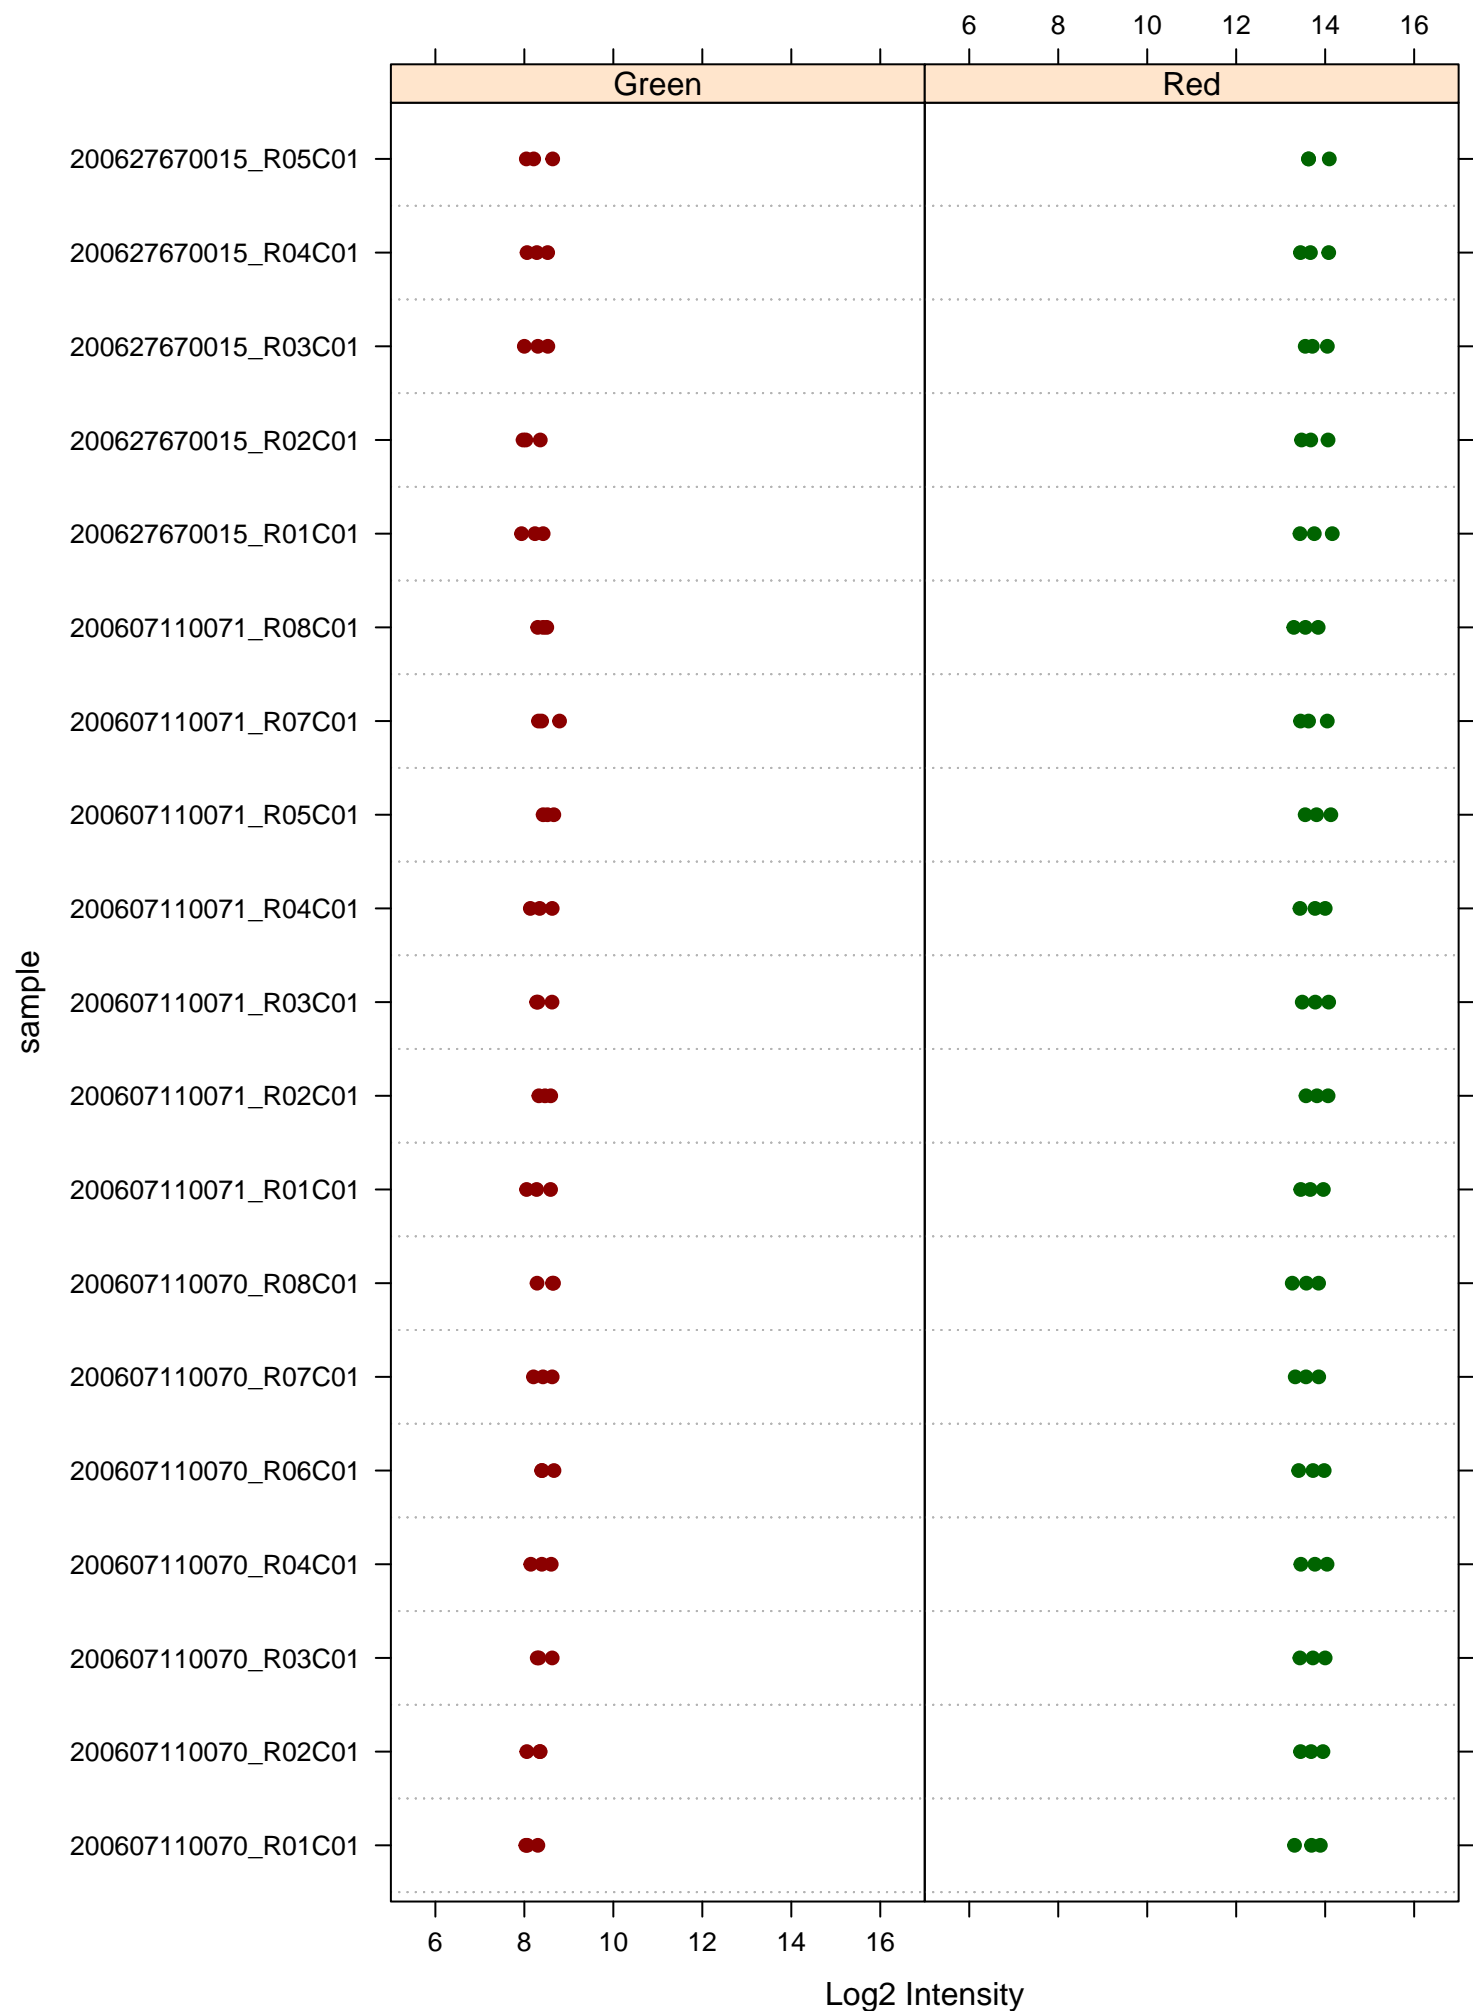 6 8 10 12 14 16
Green Red
200627670015_R05C01
200627670015_R04C01
200627670015_R03C01
200627670015_R02C01
200627670015_R01C01
200607110071_R08C01
200607110071_R07C01
200607110071_R05C01
200607110071_R04C01
200607110071_R03C01
200607110071_R02C01
200607110071_R01C01
200607110070_R08C01
200607110070_R07C01
200607110070_R06C01
200607110070_R04C01
200607110070_R03C01
200607110070_R02C01
200607110070_R01C01
sample
6 8 10 12 14 16
Log2 Intensity